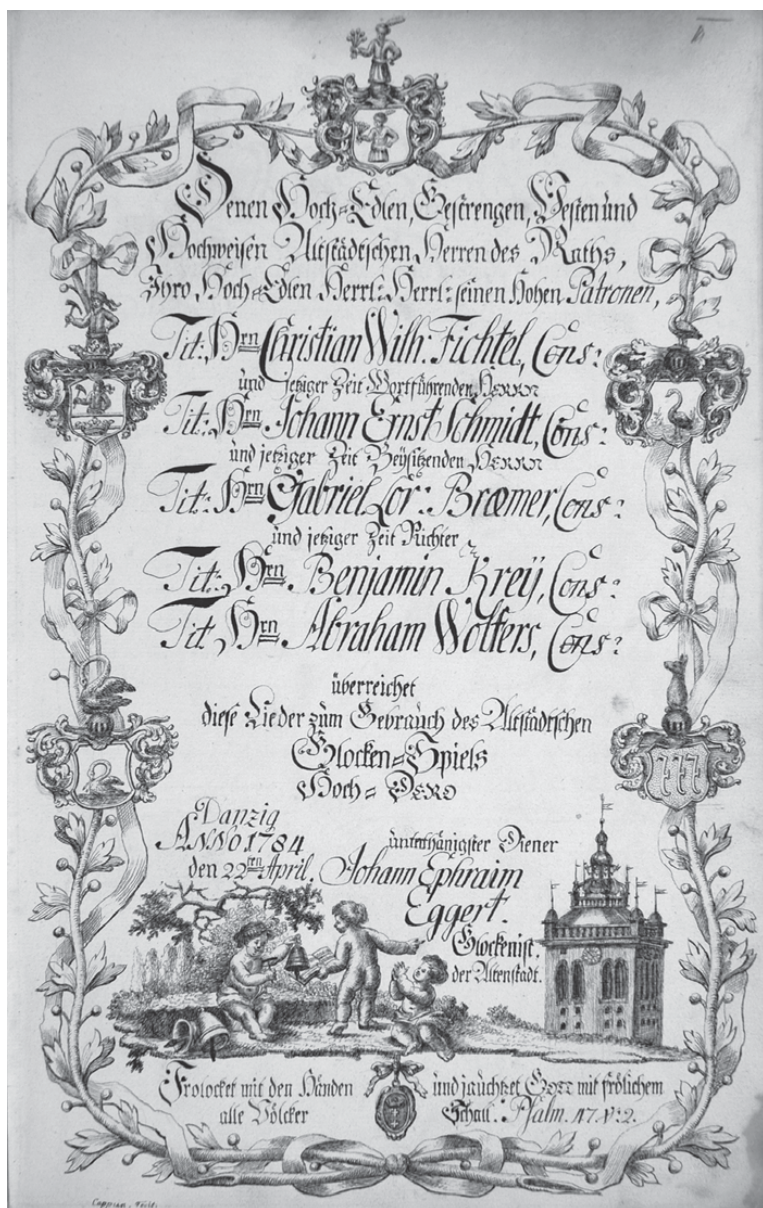 Denen Hoch=Edlen, Gestrengen, Vesten und
Hochweisen Altstädtschen Herren des Raths,
Ihro Hoch=Edlen Herrl: Herrl: seinen Hohen Patronen,
Tit: Hrn Christian Wilh: Fichtel, Cons:
und jetziger Zeit Wortführenden HERRN
Tit: Hrn Johann Ernst Schmidt, Cons:
und jetziger Zeit Beÿsitzenden HERRN
Tit: Hrn Gabriel Lor: Bræmer, Cons:
und jetziger Zeit Richter
Tit: Hrn Benjamin Kreÿ, Cons:
Tit Hrn Abraham Wolters, Cons:
überreichet
diese Lieder zum Gebrauch des Altstädtschen
Glocken=Spiels
Hoch=DERO
Danzig
ANNO 1784
den 22ten April.
unterthänigster Diener
Johann Ephraim
Eggert.
Glockenist.
der Altenstadt.
Frolocket mit den Händen
alle Völcker
und jauchzet GOTT mit frölichem
Schall: Psalm. 47. V: 2.